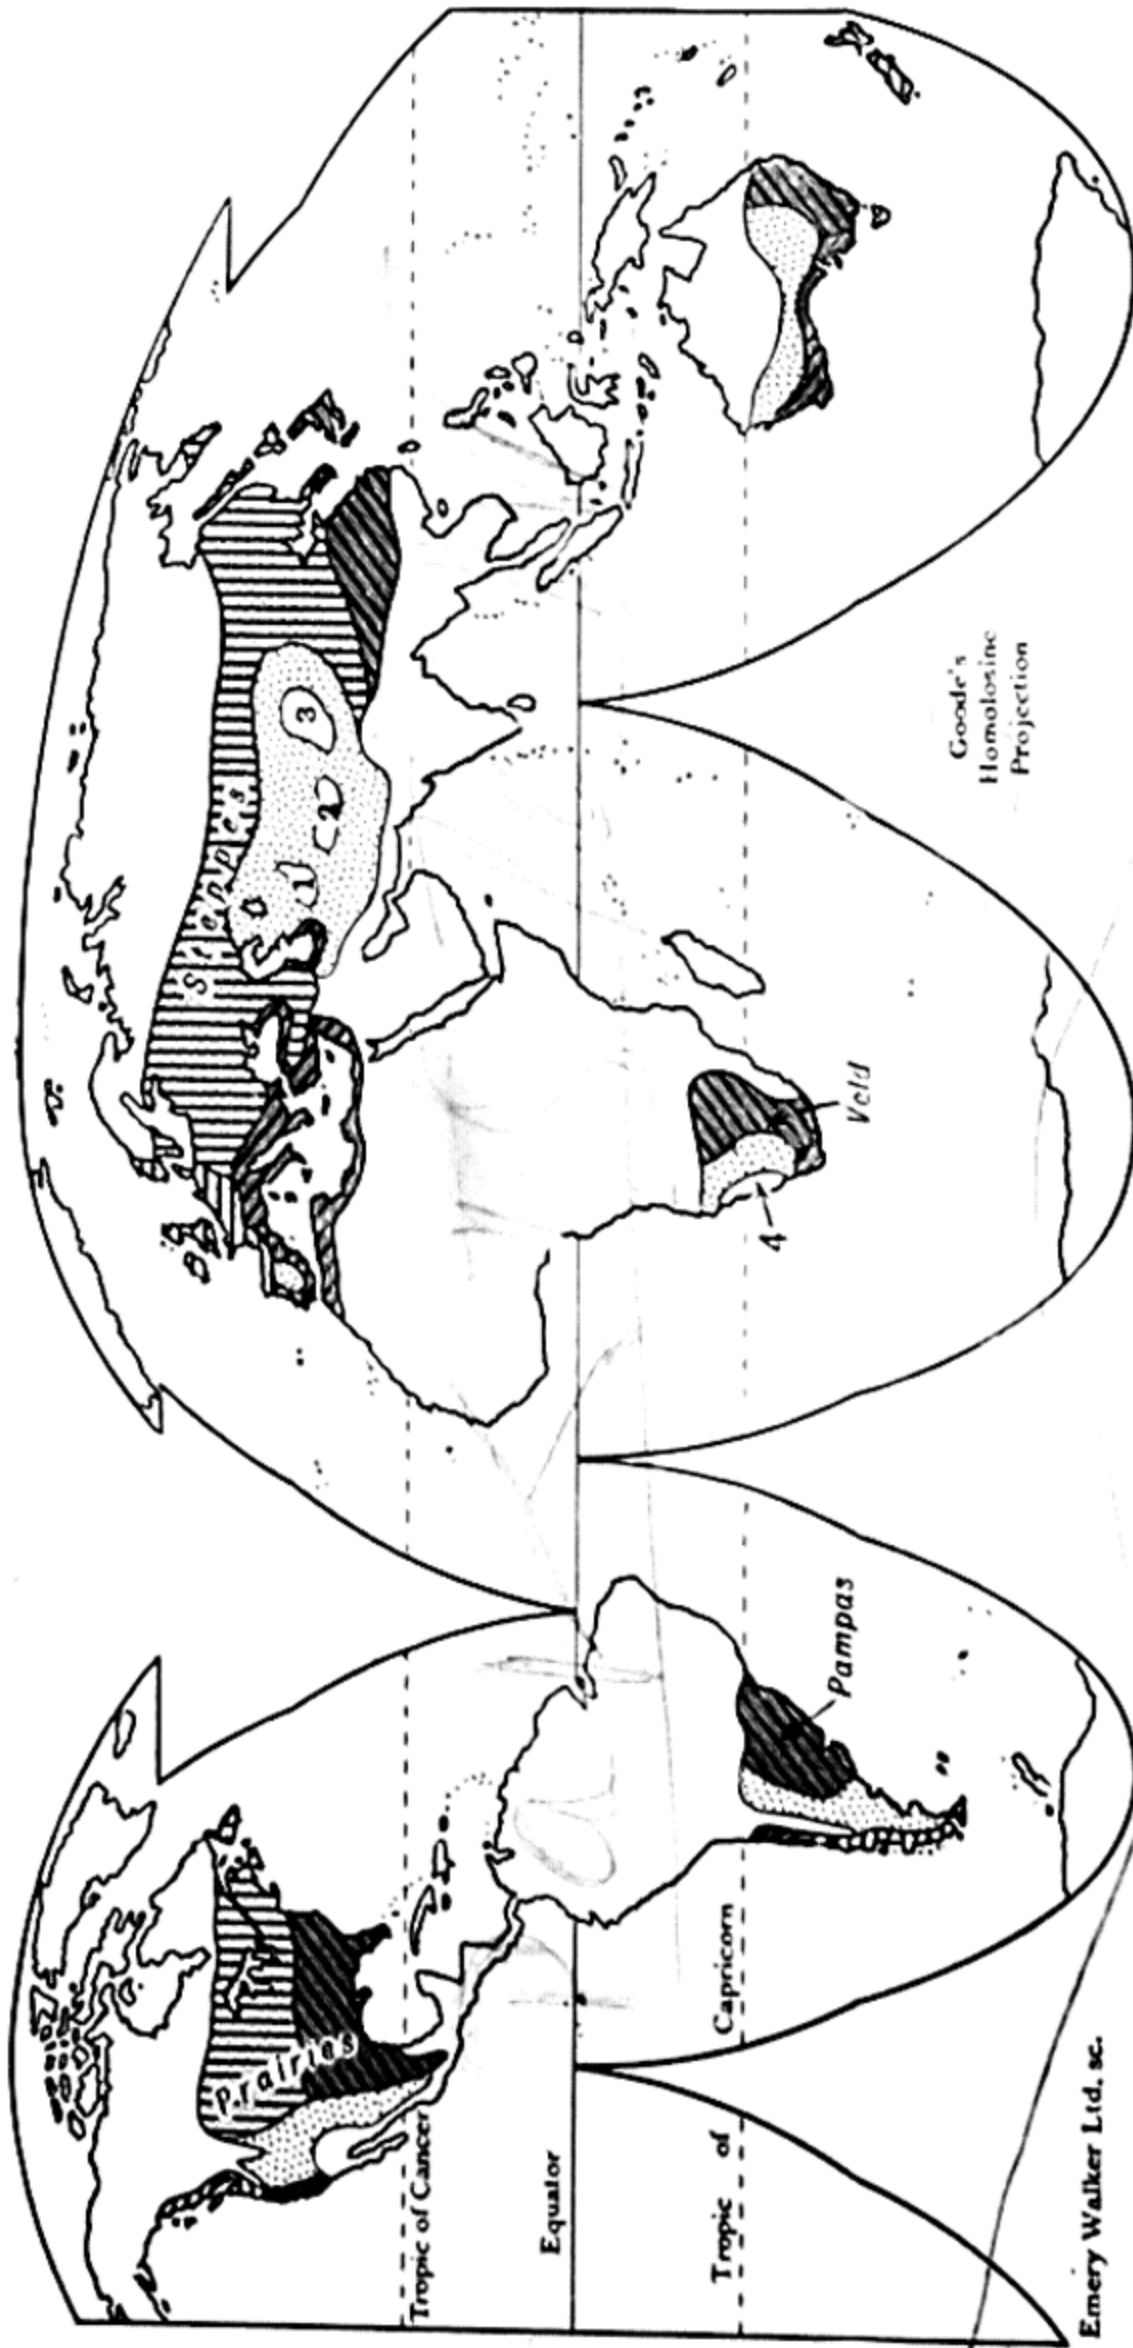 Prairies
Steppes
1
2
3
Tropic of Cancer
Equator
Tropic of Capricorn
Pampas
4
Veld
Goode's
Homolosine
Projection
Emery Walker Ltd. sc.